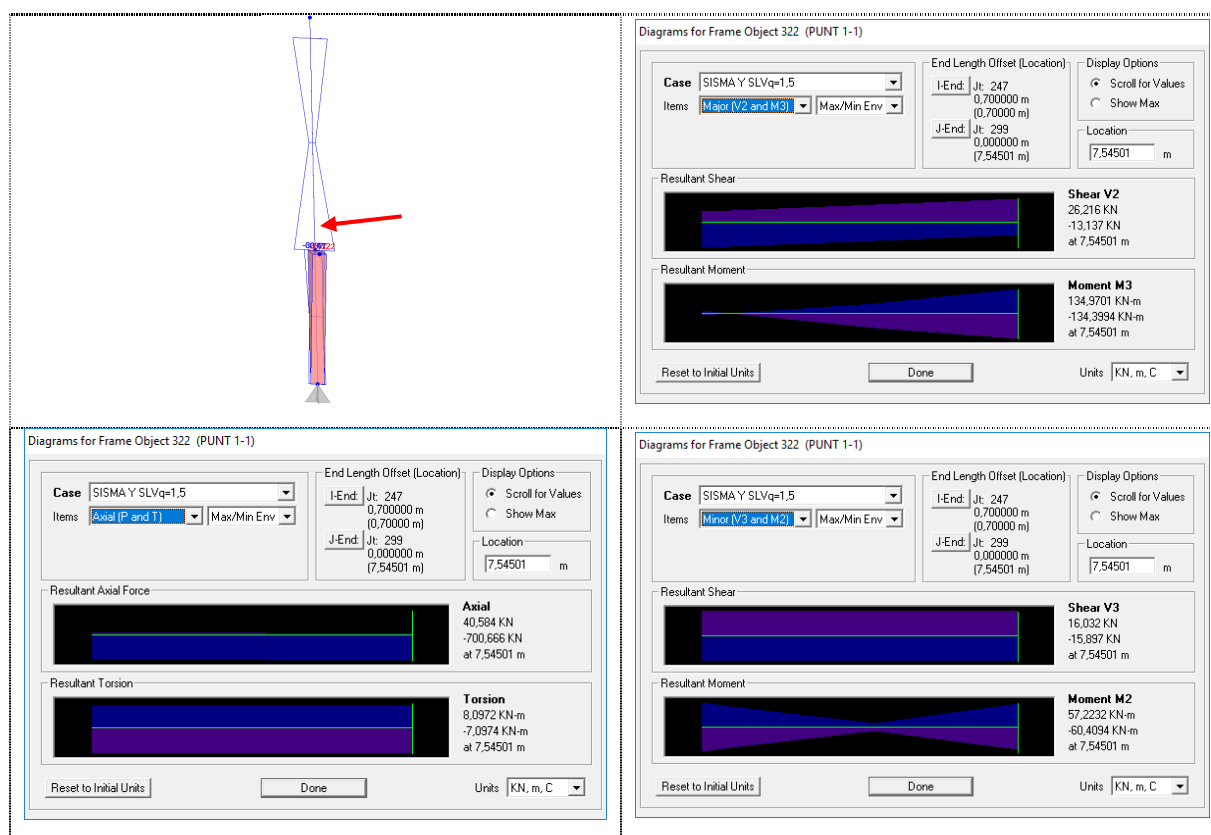 Diagrams for Frame Object 322 (PUNT 1-1)
Case SISMA Y SLVq=1,5
Items Major (V2 and M3) Max/Min Env
End Length Offset (Location)
I-End: Jt: 247
0,700000 m
(0,70000 m)
J-End: Jt: 299
0,000000 m
(7,54501 m)
Display Options
Scroll for Values
Show Max
Location
7,54501 m
Resultant Shear
Shear V2
26,216 KN
-13,137 KN
at 7,54501 m
Resultant Moment
Moment M3
134,9701 KN-m
-134,3994 KN-m
at 7,54501 m
Reset to Initial Units Done Units KN, m, C
Diagrams for Frame Object 322 (PUNT 1-1)
Case SISMA Y SLVq=1,5
Items Axial (P and T) Max/Min Env
End Length Offset (Location)
I-End: Jt: 247
0,700000 m
(0,70000 m)
J-End: Jt: 299
0,000000 m
(7,54501 m)
Display Options
Scroll for Values
Show Max
Location
7,54501 m
Resultant Axial Force
Axial
40,584 KN
-700,666 KN
at 7,54501 m
Resultant Torsion
Torsion
8,0972 KN-m
-7,0974 KN-m
at 7,54501 m
Reset to Initial Units Done Units KN, m, C
Diagrams for Frame Object 322 (PUNT 1-1)
Case SISMA Y SLVq=1,5
Items Minor (V3 and M2) Max/Min Env
End Length Offset (Location)
I-End: Jt: 247
0,700000 m
(0,70000 m)
J-End: Jt: 299
0,000000 m
(7,54501 m)
Display Options
Scroll for Values
Show Max
Location
7,54501 m
Resultant Shear
Shear V3
16,032 KN
-15,897 KN
at 7,54501 m
Resultant Moment
Moment M2
57,2232 KN-m
-60,4094 KN-m
at 7,54501 m
Reset to Initial Units Done Units KN, m, C